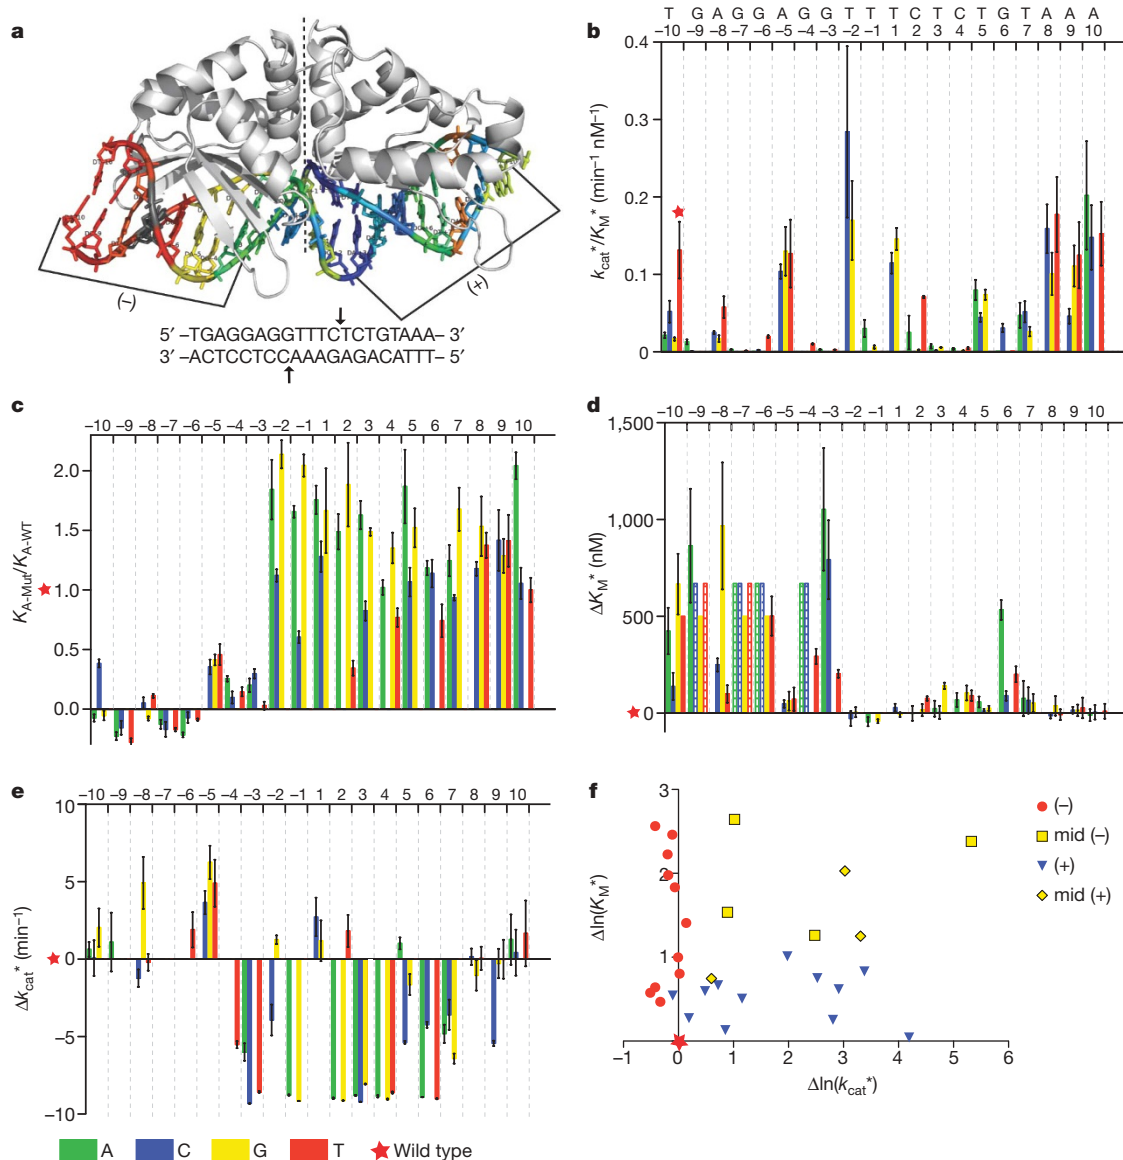 a
(−)
(+)
5′ –TGAGGAGGTTTCTCTGTAAA– 3′
3′ –ACTCCTCCAAAGAGACATTT– 5′
b
T G A G G A G G T T T C T C T G T A A A
−10 −9 −8 −7 −6 −5 −4 −3 −2 −1 1 2 3 4 5 6 7 8 9 10
0.4
0.3
0.2
0.1
0
kcat*/KM* (min−1 nM−1)
c
−10 −9 −8 −7 −6 −5 −4 −3 −2 −1 1 2 3 4 5 6 7 8 9 10
2.0
1.5
1.0
0.5
0.0
KA-Mut/KA-WT
d
−10 −9 −8 −7 −6 −5 −4 −3 −2 −1 1 2 3 4 5 6 7 8 9 10
1,500
1,000
500
0
ΔKM* (nM)
e
−10 −9 −8 −7 −6 −5 −4 −3 −2 −1 1 2 3 4 5 6 7 8 9 10
10
5
0
−5
−10
Δkcat* (min−1)
A C G T Wild type
f
3
2
1
0
Δln(KM*)
−1 0 1 2 3 4 5 6
Δln(kcat*)
(−)
mid (−)
(+)
mid (+)